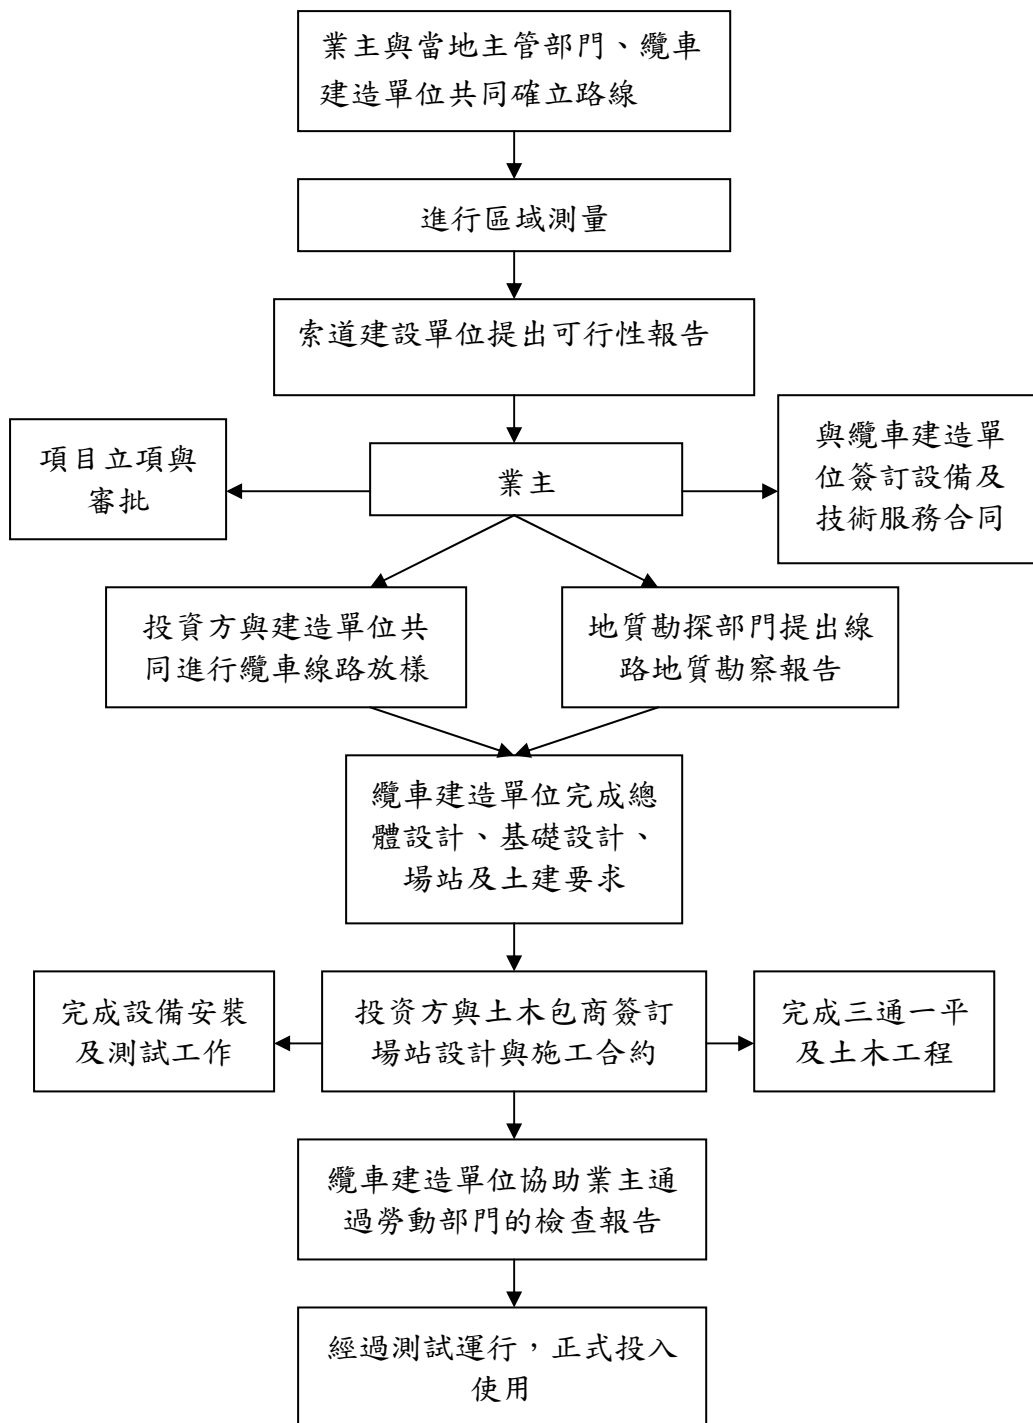 業主與當地主管部門、纜車
建造單位共同確立路線
進行區域測量
索道建設單位提出可行性報告
項目立項與
審批
業主
與纜車建造單
位簽訂設備及
技術服務合同
投資方與建造單位共
同進行纜車線路放樣
地質勘探部門提出線
路地質勘察報告
纜車建造單位完成總
體設計、基礎設計、
場站及土建要求
完成設備安裝
及測試工作
投資方與土木包商簽訂
場站設計與施工合約
完成三通一平
及土木工程
纜車建造單位協助業主通
過勞動部門的檢查報告
經過測試運行，正式投入
使用